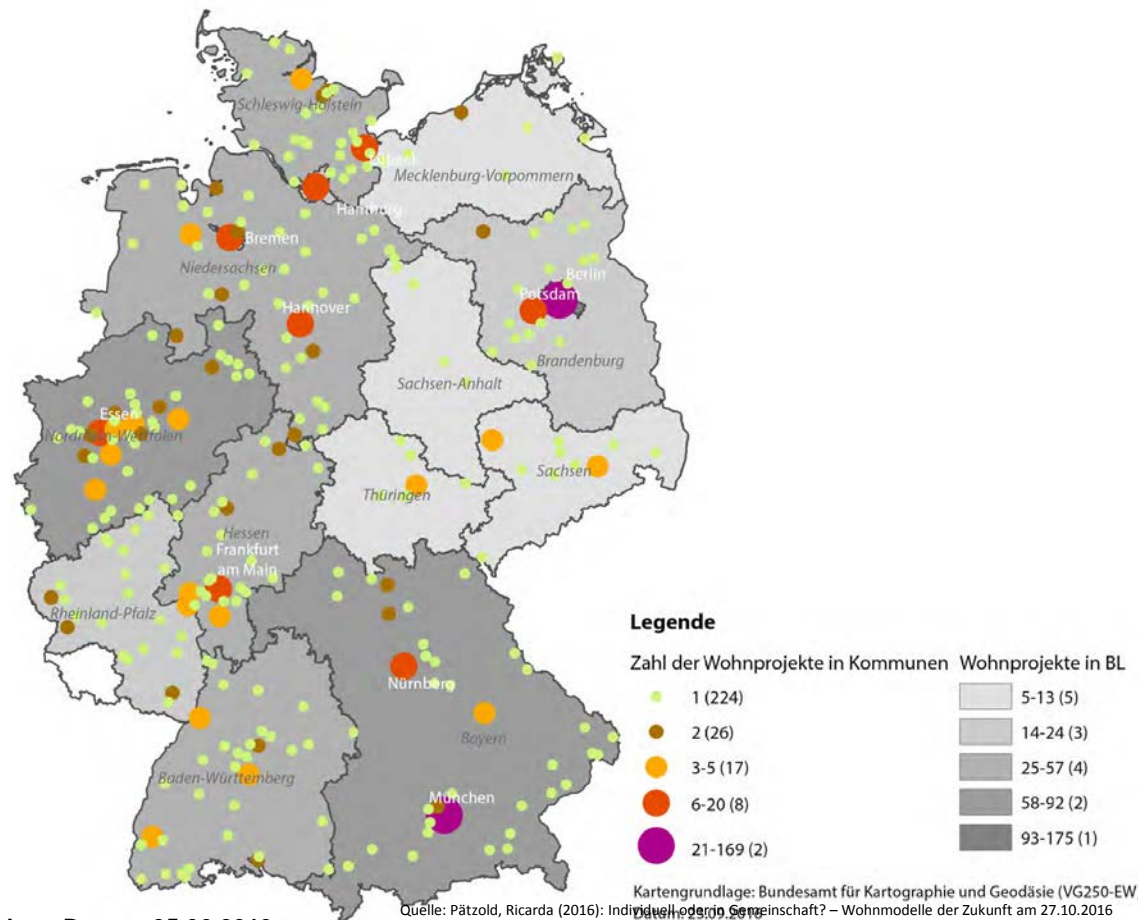 Schleswig-Holstein
Lübeck
Mecklenburg-Vorpommern
Hamburg
Bremen
Niedersachsen
Berlin
Potsdam
Hannover
Brandenburg
Sachsen-Anhalt
Essen
Nordrhein-Westfalen
Sachsen
Thüringen
Hessen
Frankfurt
am Main
Rheinland-Pfalz
Nürnberg
Bayern
Baden-Württemberg
München
Legende
Zahl der Wohnprojekte in Kommunen
1 (224)
2 (26)
3-5 (17)
6-20 (8)
21-169 (2)
Wohnprojekte in BL
5-13 (5)
14-24 (3)
25-57 (4)
58-92 (2)
93-175 (1)
Kartengrundlage: Bundesamt für Kartographie und Geodäsie (VG250-EW
Datum: 23.09.2016
Quelle: Pätzold, Ricarda (2016): Individuell oder in Gemeinschaft? – Wohnmodelle der Zukunft am 27.10.2016